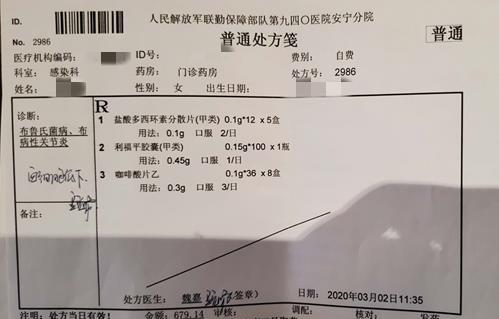 ID.
人民解放军联勤保障部队第九四〇医院安宁分院
No. 2986
普通处方笺
普通
医疗机构编码:
ID号:
费别: 自费
科室: 感染科
药房: 门诊药房
处方号: 2986
姓名:
性别: 女
出生日期:
R
诊断:
布鲁氏菌病、布
病性关节炎
1 盐酸多西环素分散片(甲类) 0.1g*12 x 5盒
用法: 0.1g 口服 2/日
2 利福平胶囊(甲类) 0.15g*100 x 1瓶
用法: 0.45g 口服 1/日
3 咖啡酸片乙 0.1g*36 x 8盒
用法: 0.3g 口服 3/日
备注:
处方医生: 魏嘉 (签章)
日期: 2020年03月02日11:35
注明: 处方当日有效!
金额: 679.14
审核:
调配:
核对:
发药